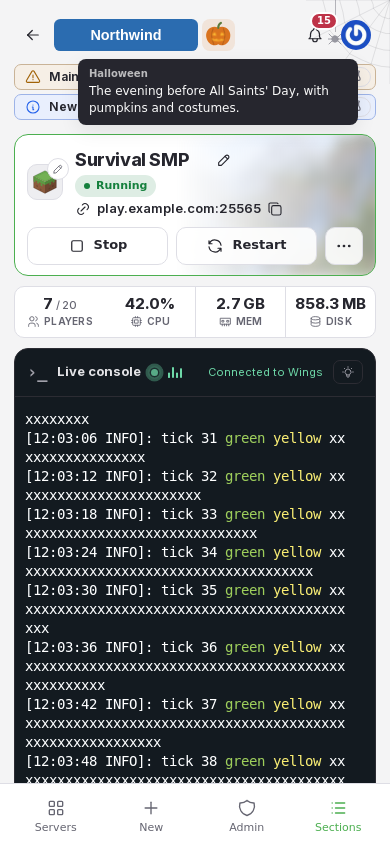 Northwind
15
Main
New
Halloween
The evening before All Saints' Day, with
pumpkins and costumes.
Survival SMP
Running
play.example.com:25565
Stop
Restart
7 / 20
PLAYERS
42.0%
CPU
2.7 GB
MEM
858.3 MB
DISK
Live console
Connected to Wings
xxxxxxxx
[12:03:06 INFO]: tick 31 green yellow xx
xxxxxxxxxxxxxxx
[12:03:12 INFO]: tick 32 green yellow xx
xxxxxxxxxxxxxxxxxxxxxx
[12:03:18 INFO]: tick 33 green yellow xx
xxxxxxxxxxxxxxxxxxxxxxxxxxxxx
[12:03:24 INFO]: tick 34 green yellow xx
xxxxxxxxxxxxxxxxxxxxxxxxxxxxxxxxxxxx
[12:03:30 INFO]: tick 35 green yellow xx
xxxxxxxxxxxxxxxxxxxxxxxxxxxxxxxxxxxxxxxx
xxx
[12:03:36 INFO]: tick 36 green yellow xx
xxxxxxxxxxxxxxxxxxxxxxxxxxxxxxxxxxxxxxxx
xxxxxxxxxx
[12:03:42 INFO]: tick 37 green yellow xx
xxxxxxxxxxxxxxxxxxxxxxxxxxxxxxxxxxxxxxxx
xxxxxxxxxxxxxxxxx
[12:03:48 INFO]: tick 38 green yellow xx
xxxxxxxxxxxxxxxxxxxxxxxxxxxxxxxxxxxxxxxx
Servers
New
Admin
Sections